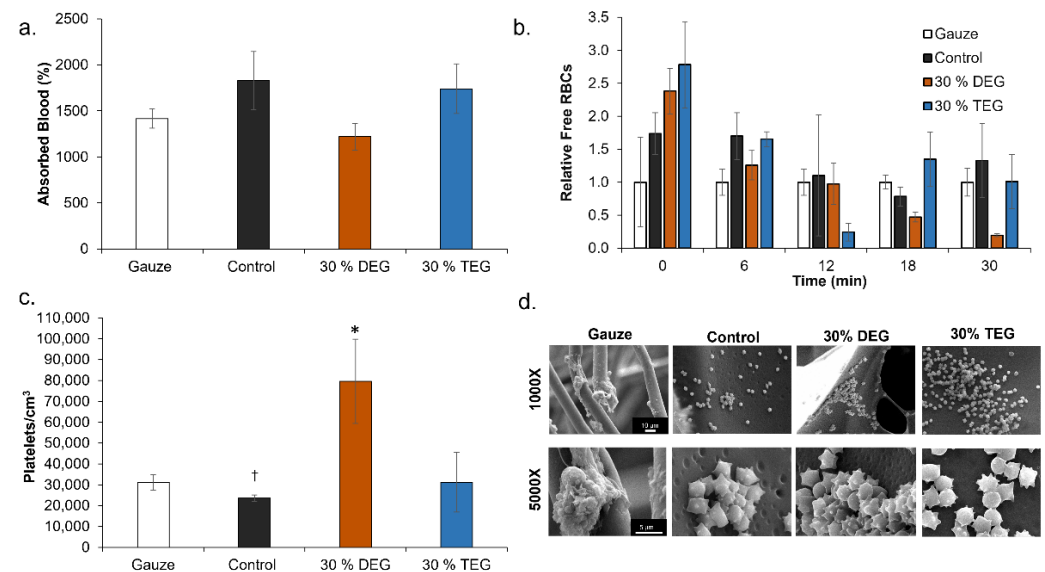 a.
2500
2000
1500
1000
500
0
Absorbed Blood (%)
Gauze Control 30 % DEG 30 % TEG
b.
3.5
3.0
2.5
2.0
1.5
1.0
0.5
0.0
Relative Free RBCs
Gauze
Control
30 % DEG
30 % TEG
0 6 12 18 30
Time (min)
c.
110,000
100,000
90,000
80,000
70,000
60,000
50,000
40,000
30,000
20,000
10,000
0
Platelets/cm³
†
*
Gauze Control 30 % DEG 30 % TEG
d.
Gauze Control 30% DEG 30% TEG
1000X
10 µm
5000X
5 µm